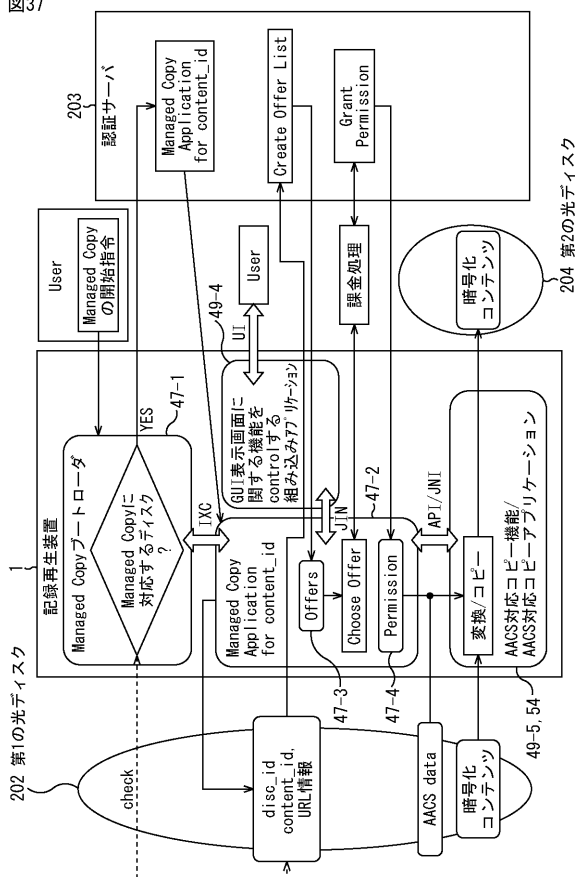 図37
202 第1の光ディスク
check
disc_id
content_id,
URL情報
AACS data
暗号化
コンテンツ
1
記録再生装置
Managed Copyブートローダ
Managed Copyに
対応するディスク
?
47-1
YES
IXC
Managed Copy
Application
for content_id
Offers
47-3
Choose Offer
Permission
47-4
47-2
JIN
GUI表示画面に
関する機能を
controlする
組み込みアプリケーション
49-4
UI
API/JNI
変換/コピー
AACS対応コピー機能/
AACS対応コピーアプリケーション
49-5, 54
User
Managed Copy
の開始指令
User
課金処理
203
認証サーバ
Managed Copy
Application
for content_id
Create Offer List
Grant
Permission
暗号化
コンテンツ
204 第2の光ディスク